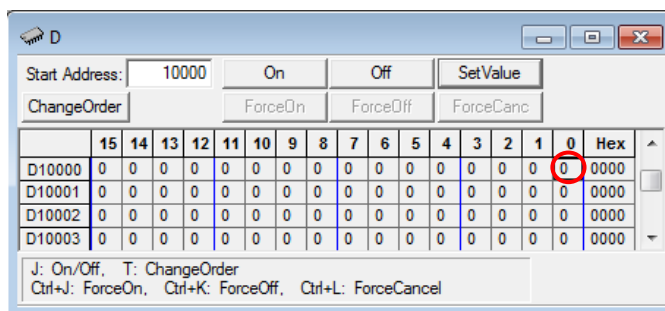 D
Start Address: 10000 On Off SetValue
ChangeOrder ForceOn ForceOff ForceCanc
15 14 13 12 11 10 9 8 7 6 5 4 3 2 1 0 Hex
D10000 0 0 0 0 0 0 0 0 0 0 0 0 0 0 0 0 0000
D10001 0 0 0 0 0 0 0 0 0 0 0 0 0 0 0 0 0000
D10002 0 0 0 0 0 0 0 0 0 0 0 0 0 0 0 0 0000
D10003 0 0 0 0 0 0 0 0 0 0 0 0 0 0 0 0 0000
J: On/Off, T: ChangeOrder
Ctrl+J: ForceOn, Ctrl+K: ForceOff, Ctrl+L: ForceCancel